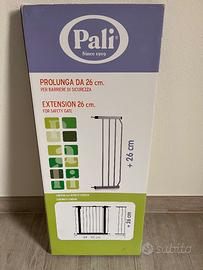 Pali
Since 1919
PROLUNGA DA 26 cm.
PER BARRIERE DI SICUREZZA
EXTENSION 26 cm.
FOR SAFETY GATE
+ 26 cm
+ 26 cm
subito